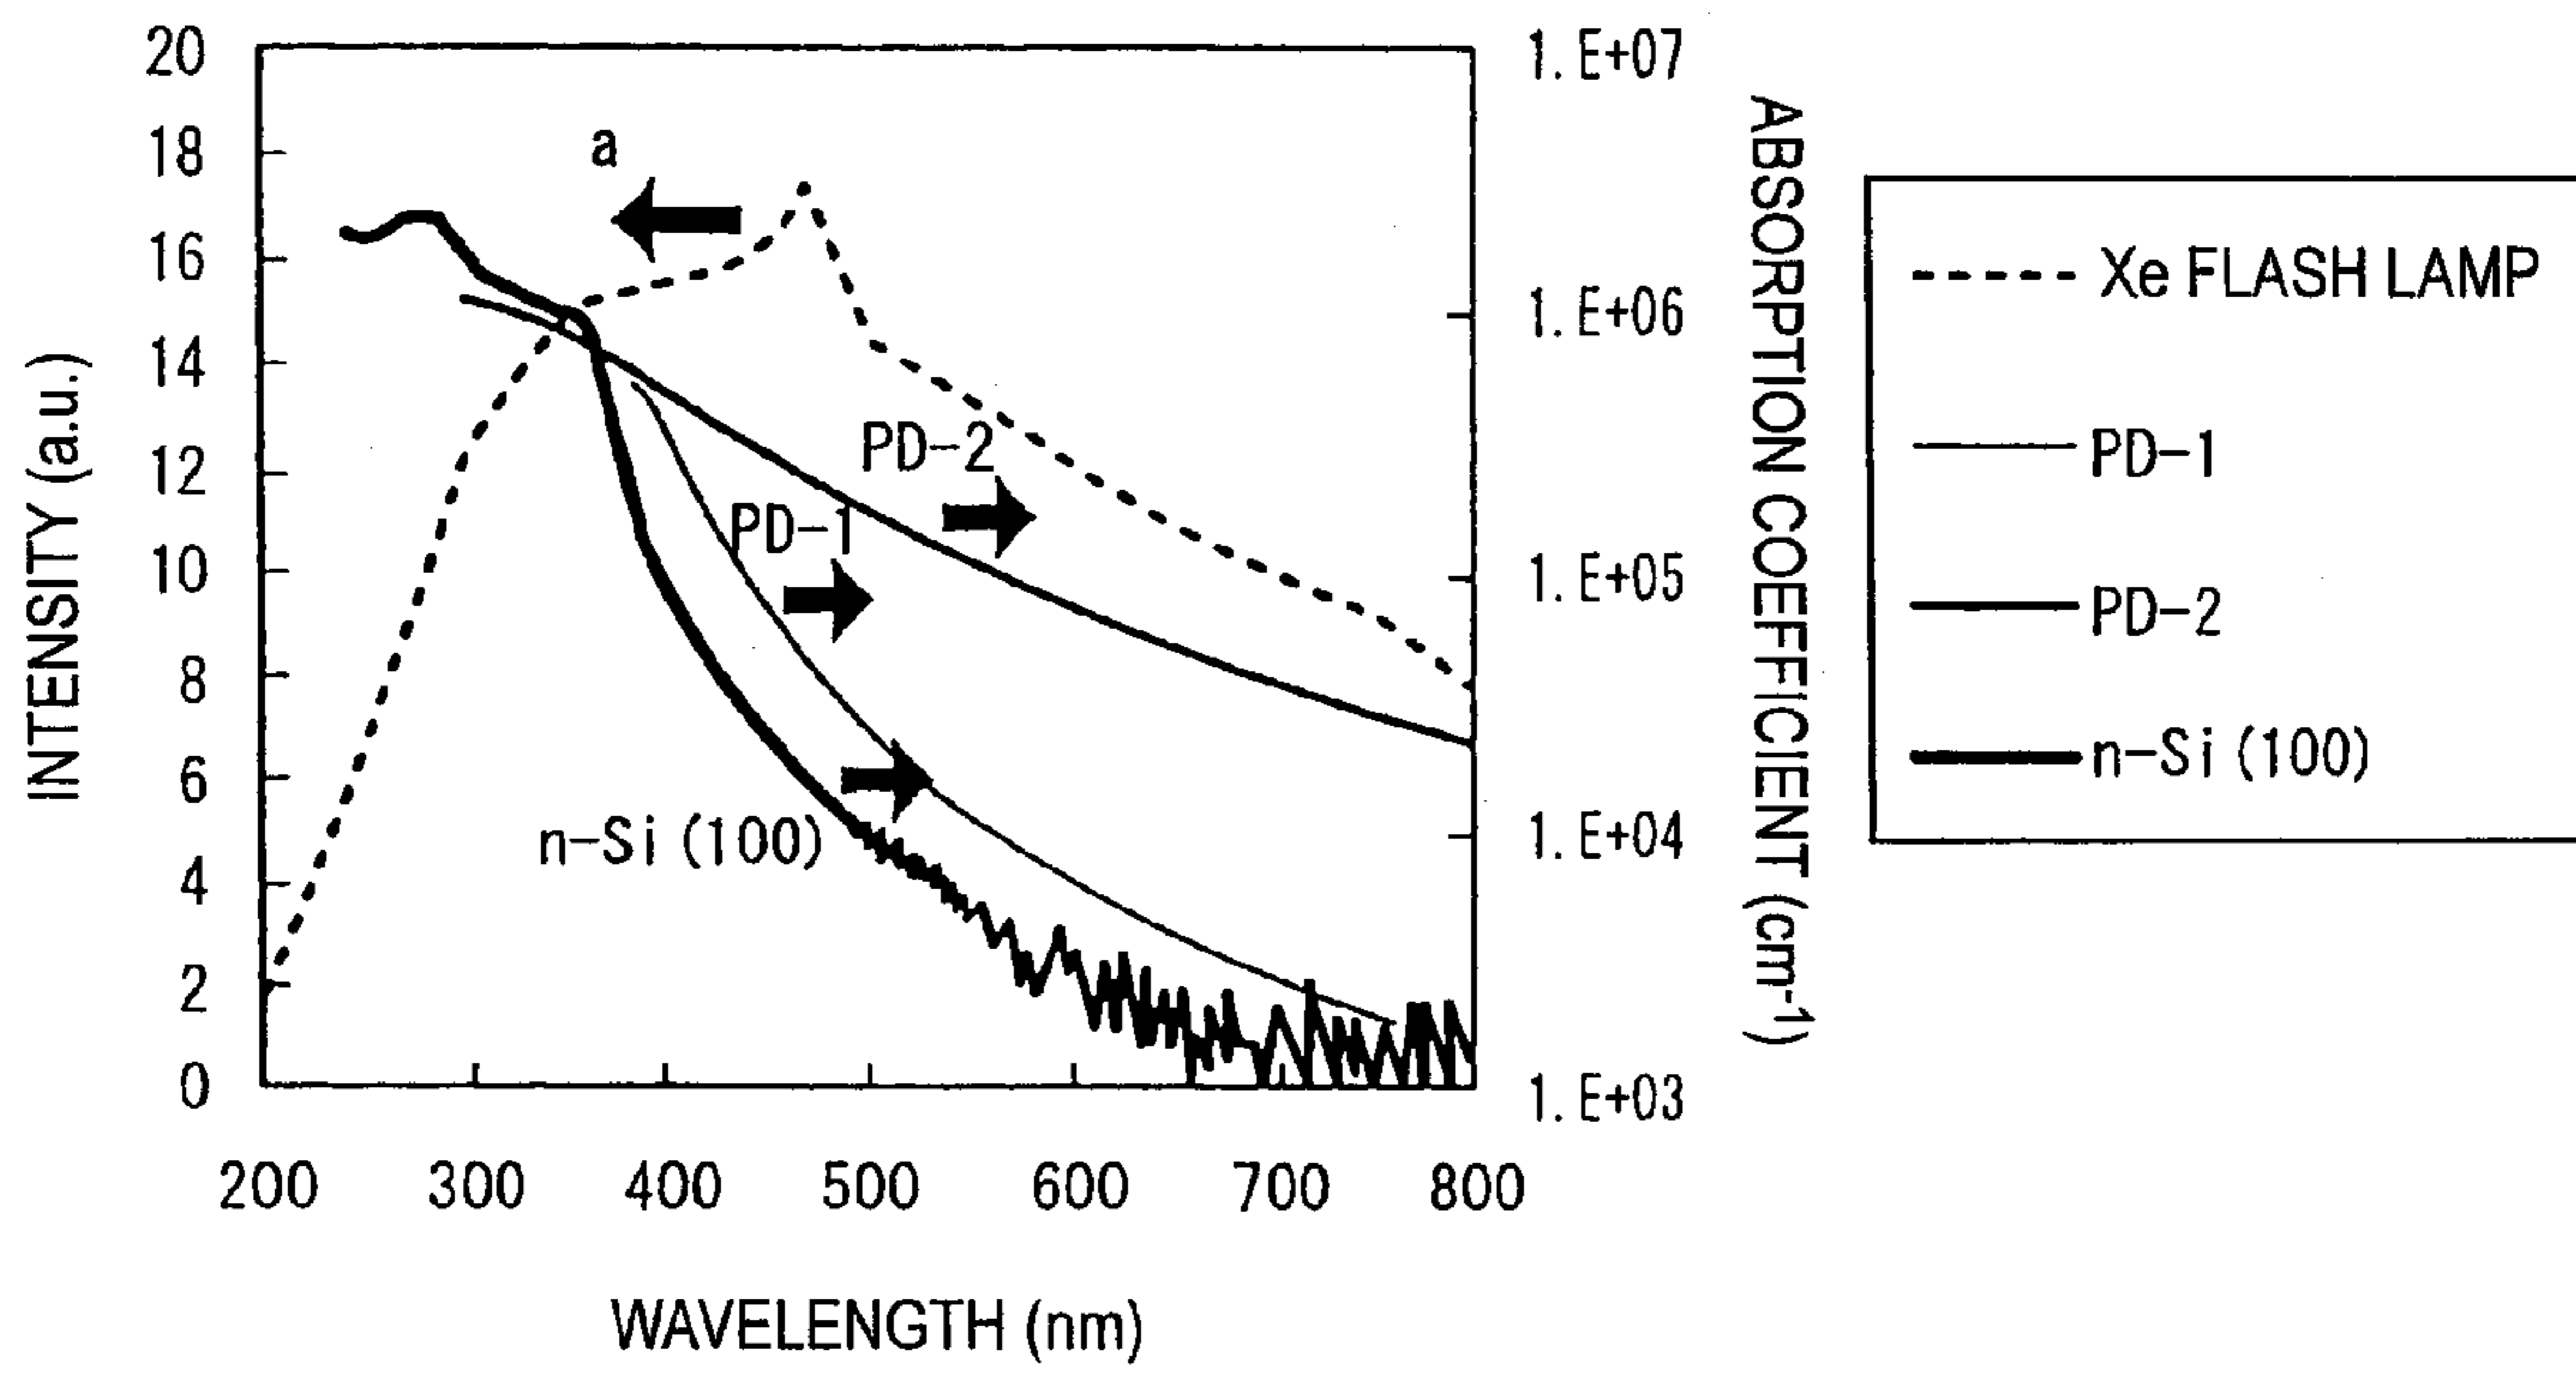 INTENSITY (a.u.)
20
18
16
14
12
10
8
6
4
2
0
a
PD-2
PD-1
n-Si (100)
200 300 400 500 600 700 800
WAVELENGTH (nm)
1.E+07
1.E+06
1.E+05
1.E+04
1.E+03
ABSORPTION COEFFICIENT (cm⁻¹)
Xe FLASH LAMP
PD-1
PD-2
n-Si (100)